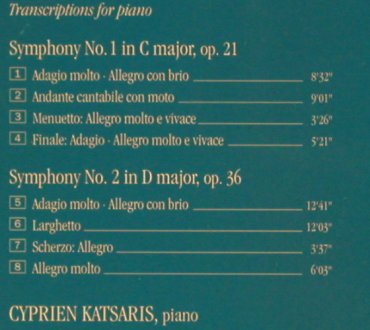 Transcriptions for piano
Symphony No. 1 in C major, op. 21
1 Adagio molto · Allegro con brio 8'32"
2 Andante cantabile con moto 9'01"
3 Menuetto: Allegro molto e vivace 3'26"
4 Finale: Adagio · Allegro molto e vivace 5'21"
Symphony No. 2 in D major, op. 36
5 Adagio molto · Allegro con brio 12'41"
6 Larghetto 12'03"
7 Scherzo: Allegro 3'37"
8 Allegro molto 6'03"
CYPRIEN KATSARIS, piano